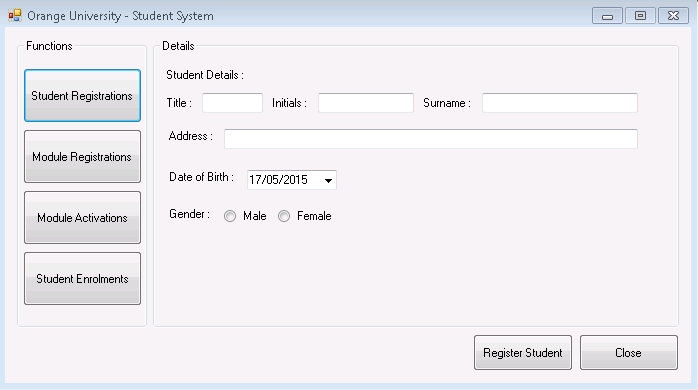 Orange University - Student System
Functions
Details
Student Registrations
Module Registrations
Module Activations
Student Enrolments
Student Details :
Title : Initials : Surname :
Address :
Date of Birth : 17/05/2015
Gender : Male Female
Register Student Close